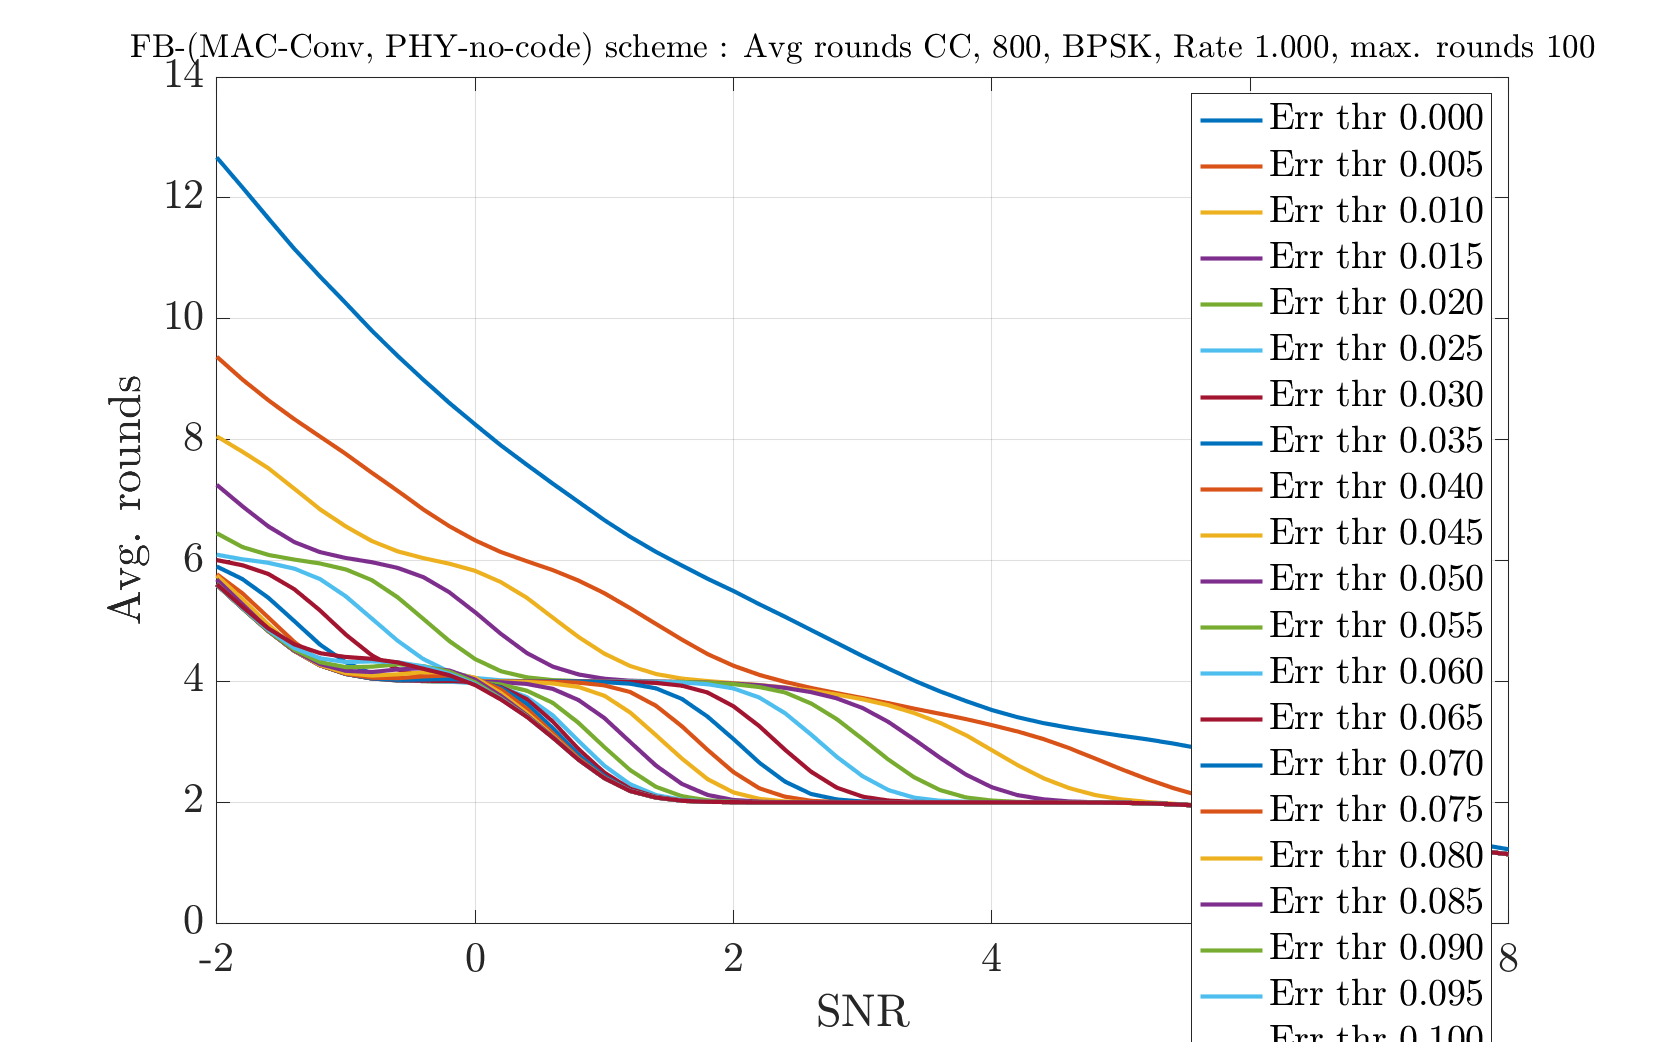 FB-(MAC-Conv, PHY-no-code) scheme : Avg rounds CC, 800, BPSK, Rate 1.000, max. rounds 100
14
12
10
8
6
4
2
0
Avg. rounds
-2 0 2 4 8
SNR
Err thr 0.000
Err thr 0.005
Err thr 0.010
Err thr 0.015
Err thr 0.020
Err thr 0.025
Err thr 0.030
Err thr 0.035
Err thr 0.040
Err thr 0.045
Err thr 0.050
Err thr 0.055
Err thr 0.060
Err thr 0.065
Err thr 0.070
Err thr 0.075
Err thr 0.080
Err thr 0.085
Err thr 0.090
Err thr 0.095
Err thr 0.100